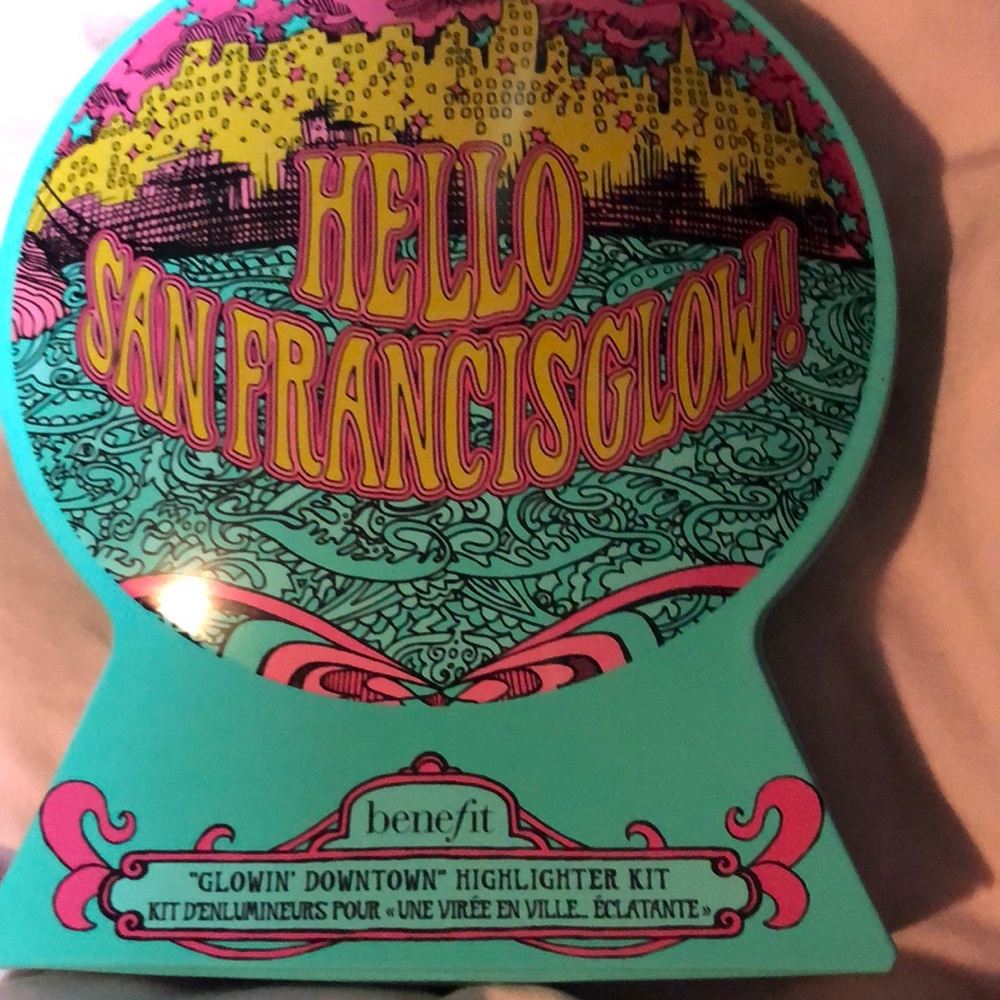 HELLO
SAN FRANCISGLOW!
benefit
"GLOWIN' DOWNTOWN" HIGHLIGHTER KIT
KIT D'ENLUMINEURS POUR « UNE VIRÉE EN VILLE... ÉCLATANTE »